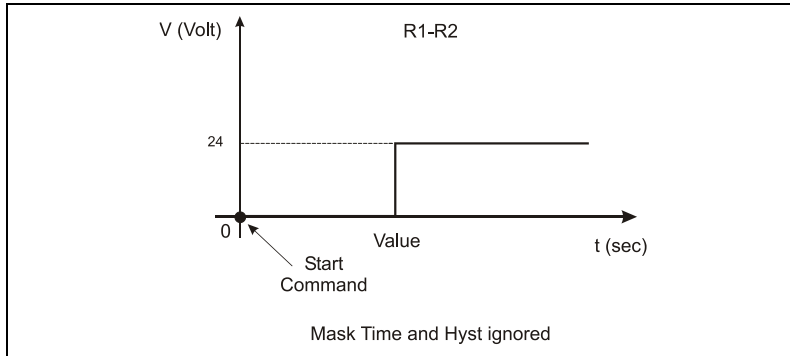 V (Volt)
R1-R2
24
0
Value
t (sec)
Start
Command
Mask Time and Hyst ignored